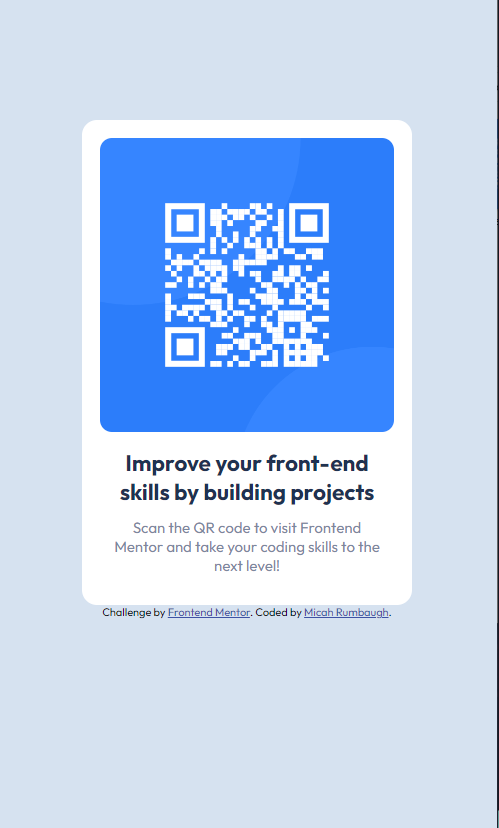 Improve your front-end
skills by building projects
Scan the QR code to visit Frontend
Mentor and take your coding skills to the
next level!
Challenge by Frontend Mentor. Coded by Micah Rumbaugh.